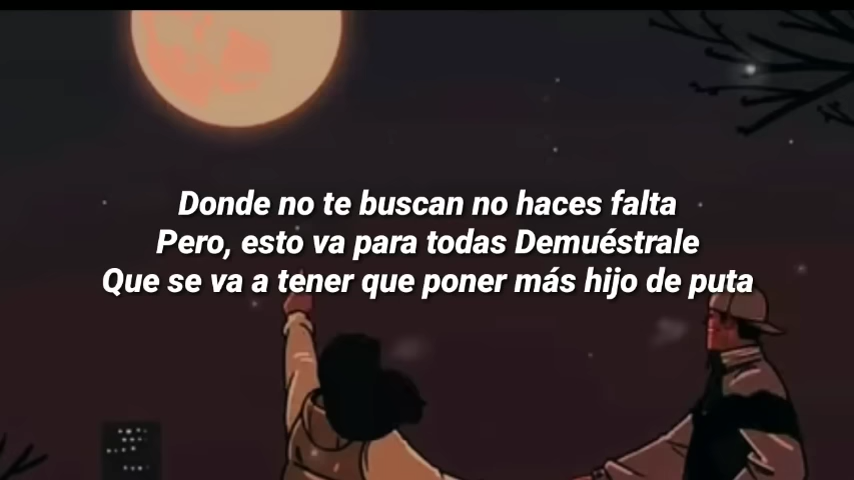 Donde no te buscan no haces falta
Pero, esto va para todas Demuéstrale
Que se va a tener que poner más hijo de puta